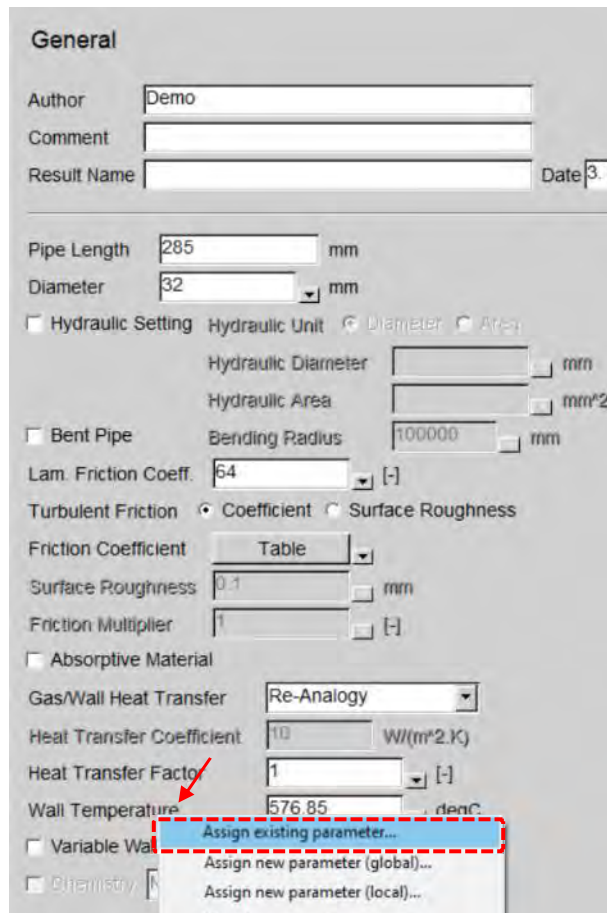 General
Author Demo
Comment
Result Name Date 3.
Pipe Length 285 mm
Diameter 32 mm
Hydraulic Setting Hydraulic Unit Diameter Area
Hydraulic Diameter mm
Hydraulic Area mm^2
Bent Pipe Bending Radius 100000 mm
Lam. Friction Coeff. 64 [-]
Turbulent Friction Coefficient Surface Roughness
Friction Coefficient Table
Surface Roughness 0.1 mm
Friction Multiplier 1 [-]
Absorptive Material
Gas/Wall Heat Transfer Re-Analogy
Heat Transfer Coefficient 10 W/(m^2.K)
Heat Transfer Factor 1 [-]
Wall Temperature 576.85 degC
Assign existing parameter...
Variable Wa
Assign new parameter (global)...
Chemistry
Assign new parameter (local)...